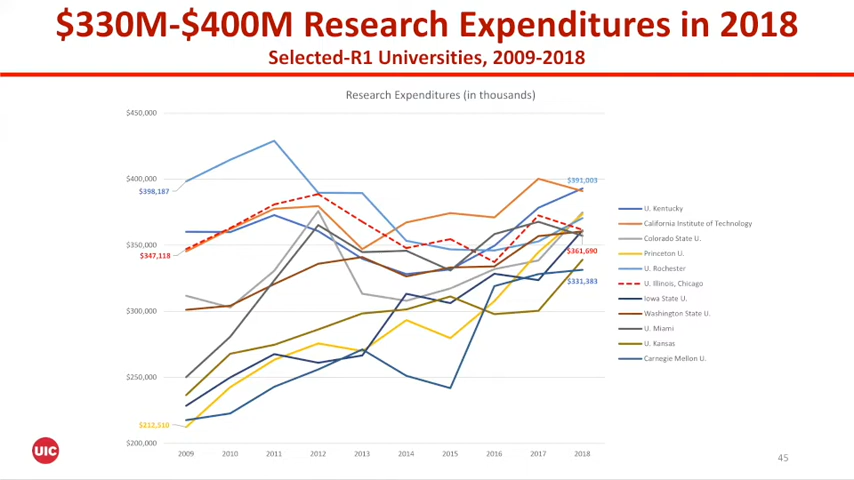 $330M-$400M Research Expenditures in 2018
Selected-R1 Universities, 2009-2018
Research Expenditures (in thousands)
$450,000
$400,000
$350,000
$300,000
$250,000
$200,000
$398,187
$347,118
$212,510
$391,003
$361,690
$331,383
2009 2010 2011 2012 2013 2014 2015 2016 2017 2018
U. Kentucky
California Institute of Technology
Colorado State U.
Princeton U.
U. Rochester
U. Illinois, Chicago
Iowa State U.
Washington State U.
U. Miami
U. Kansas
Carnegie Mellon U.
UIC
45